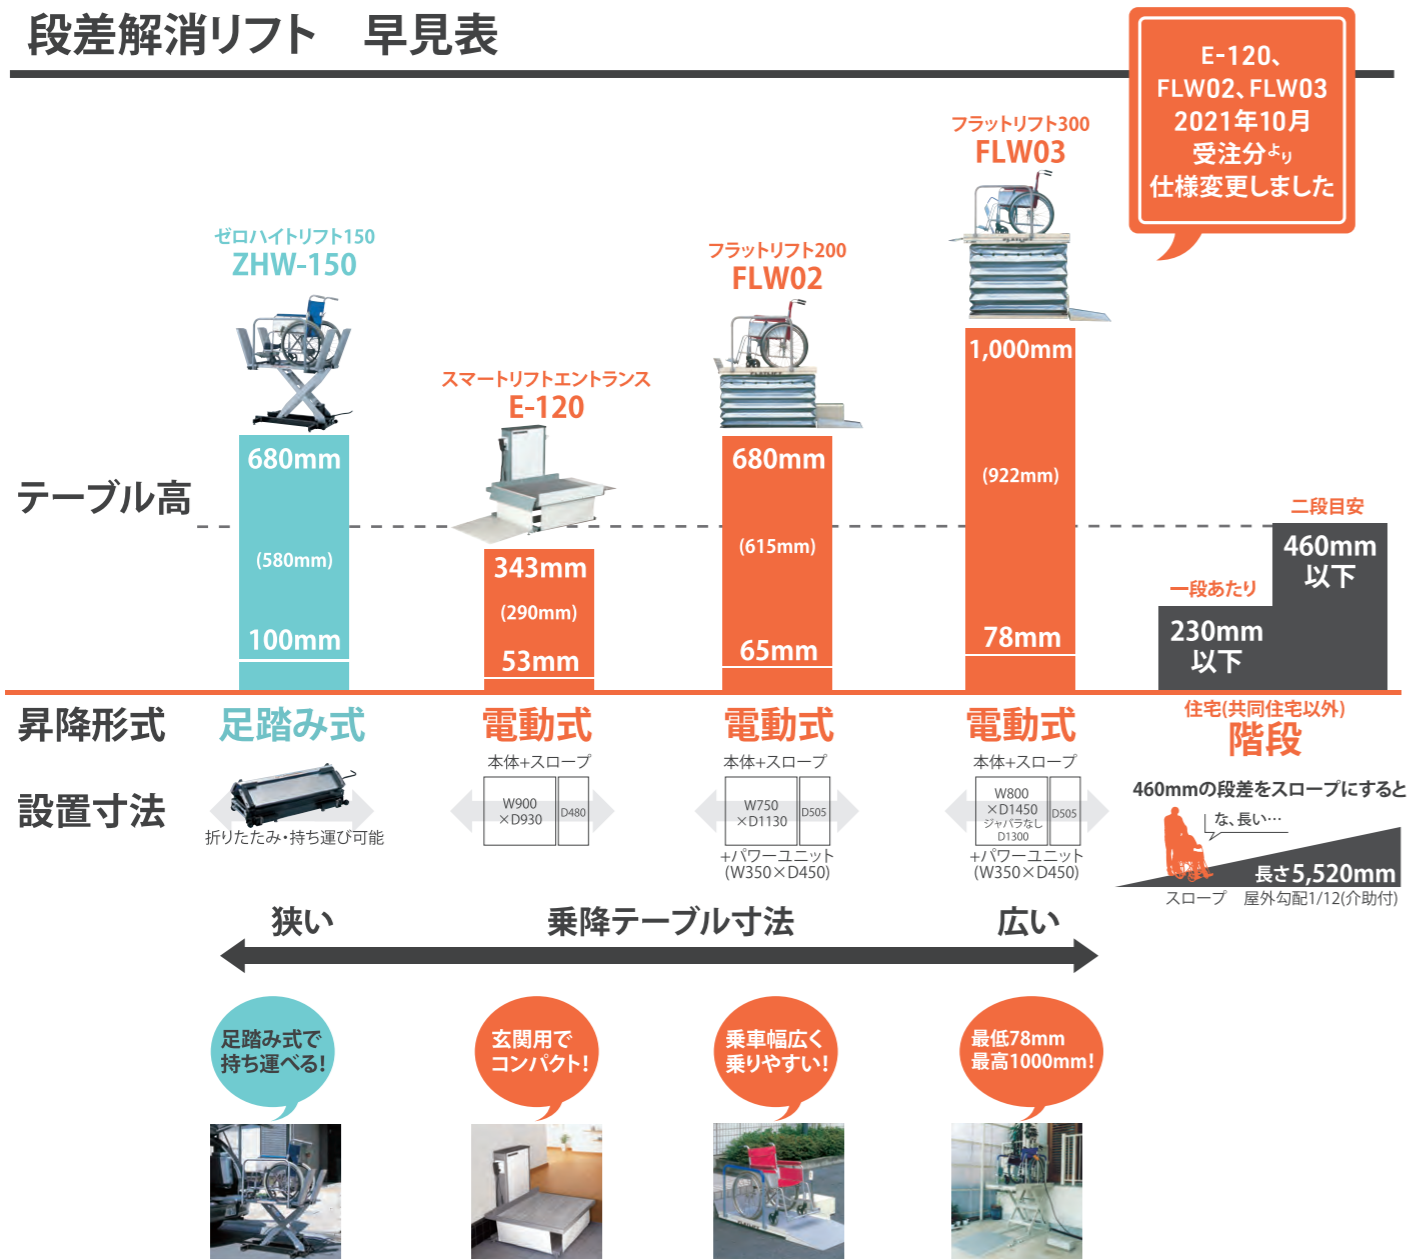 段差解消リフト　早見表
E-120、
FLW02、FLW03
2021年10月
受注分より
仕様変更しました
ゼロハイトリフト150
ZHW-150
スマートリフトエントランス
E-120
フラットリフト200
FLW02
フラットリフト300
FLW03
テーブル高
680mm
(580mm)
100mm
343mm
(290mm)
53mm
680mm
(615mm)
65mm
1,000mm
(922mm)
78mm
一段あたり
230mm
以下
二段目安
460mm
以下
昇降形式
足踏み式
電動式
電動式
電動式
住宅(共同住宅以外)
階段
設置寸法
折りたたみ・持ち運び可能
本体+スロープ
W900
×D930
D480
本体+スロープ
W750
×D1130
D505
+パワーユニット
(W350×D450)
本体+スロープ
W800
×D1450
ジャバラなし
D1300
D505
+パワーユニット
(W350×D450)
460mmの段差をスロープにすると
な、長い…
長さ5,520mm
スロープ　屋外勾配1/12(介助付)
狭い
乗降テーブル寸法
広い
足踏み式で
持ち運べる!
玄関用で
コンパクト!
乗車幅広く
乗りやすい!
最低78mm
最高1000mm!